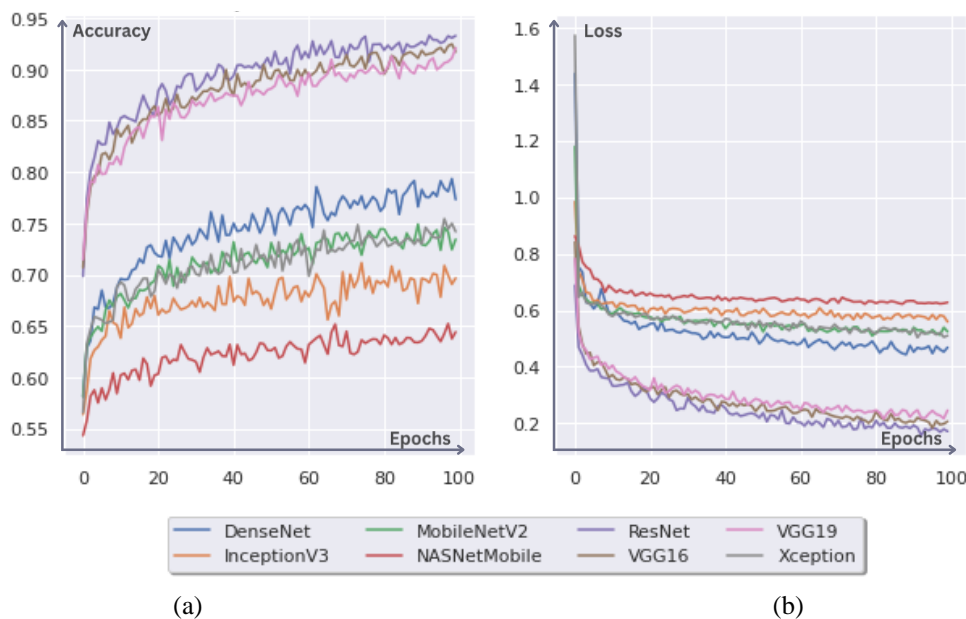 Accuracy
0.95
0.90
0.85
0.80
0.75
0.70
0.65
0.60
0.55
Epochs
0 20 40 60 80 100
Loss
1.6
1.4
1.2
1.0
0.8
0.6
0.4
0.2
Epochs
0 20 40 60 80 100
DenseNet MobileNetV2 ResNet VGG19
InceptionV3 NASNetMobile VGG16 Xception
(a) (b)